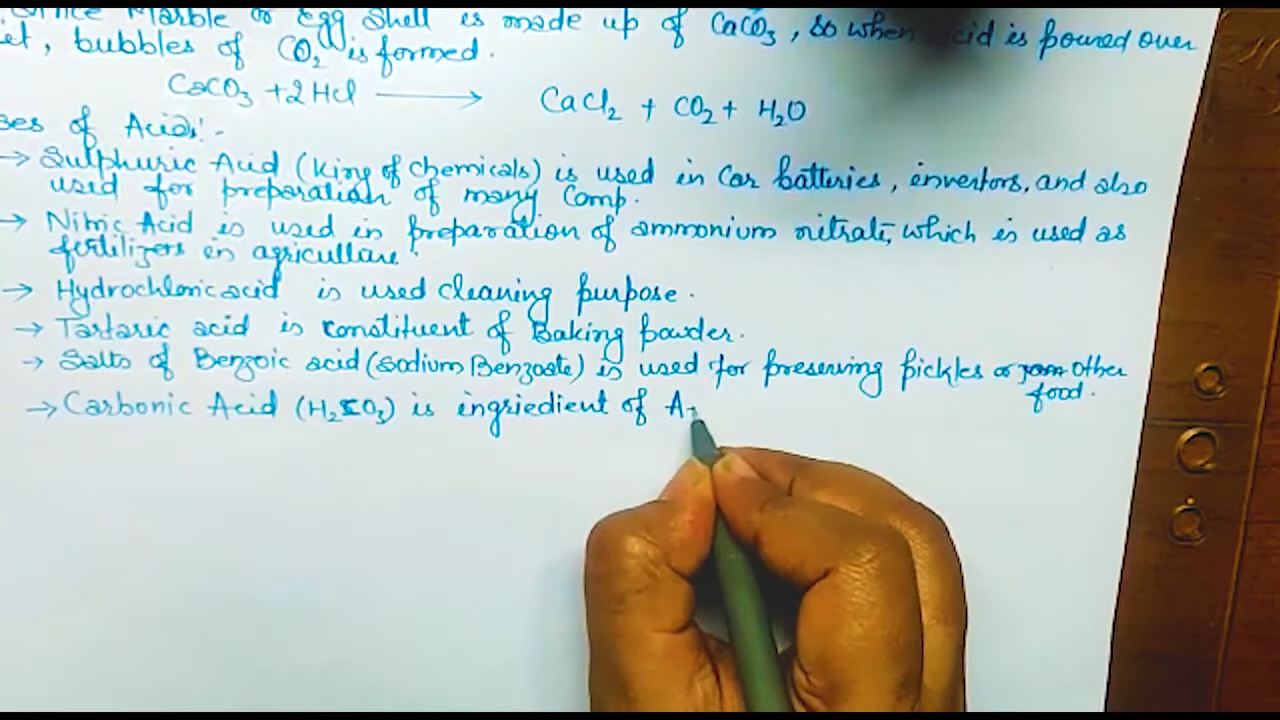 Marble or Egg Shell is made up of CaCO₃, so when acid is poured over
bubbles of CO₂ is formed.
CaCO₃ + 2HCl ⟶ CaCl₂ + CO₂ + H₂O
of Acids:-
→ Sulphuric Acid (King of chemicals) is used in Car batteries, invertors, and also
used for preparation of many Comp.
→ Nitric Acid is used in preparation of ammonium nitrate, which is used as
fertilizers in agriculture.
→ Hydrochloric acid is used cleaning purpose.
→ Tartaric acid is constituent of Baking powder.
→ Salts of Benzoic acid (Sodium Benzoate) is used for preserving pickles or other
food.
→ Carbonic Acid (H₂CO₃) is ingriedient of A